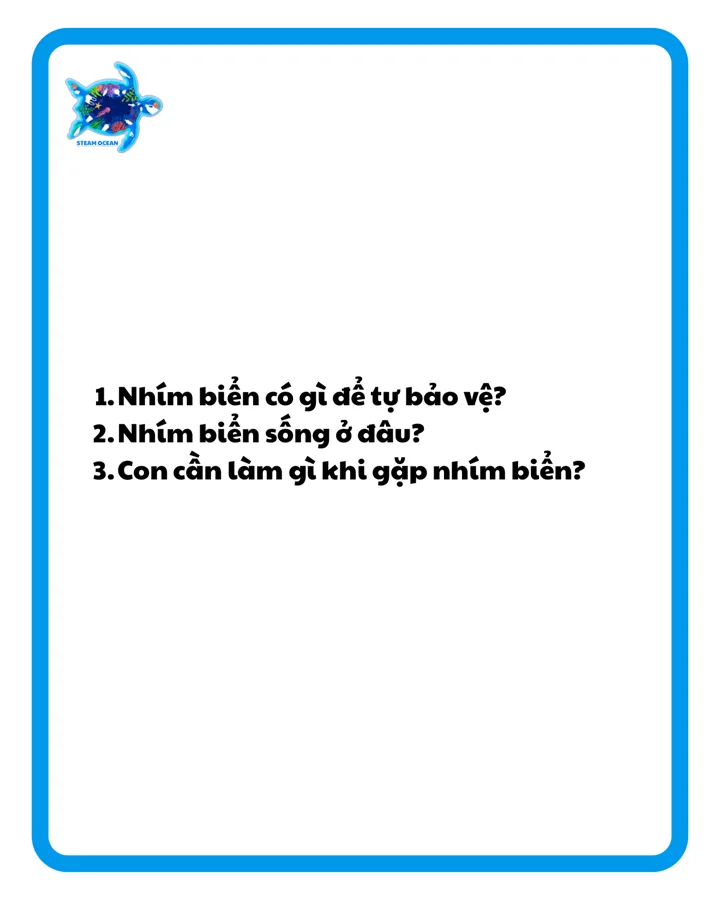 STEAM OCEAN
1. Nhím biển có gì để tự bảo vệ?
2. Nhím biển sống ở đâu?
3. Con cần làm gì khi gặp nhím biển?